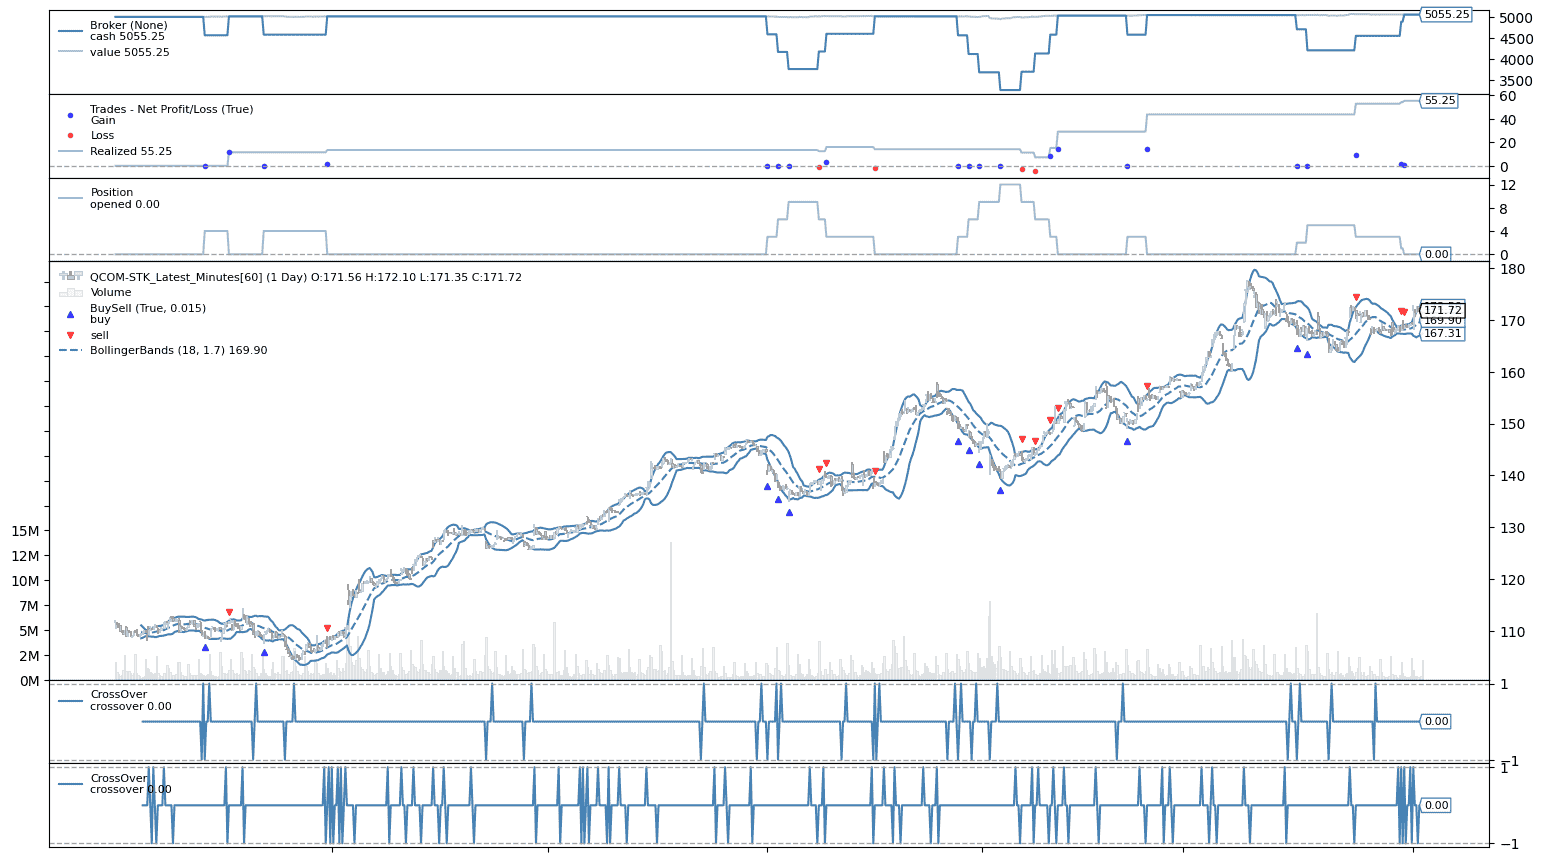 Broker (None)
cash 5055.25
value 5055.25
5055.25
5000
4500
4000
3500
Trades - Net Profit/Loss (True)
Gain
Loss
Realized 55.25
55.25
60
40
20
0
Position
opened 0.00
12
8
4
0
0.00
QCOM-STK_Latest_Minutes[60] (1 Day) O:171.56 H:172.10 L:171.35 C:171.72
Volume
BuySell (True, 0.015)
buy
sell
BollingerBands (18, 1.7) 169.90
180
171.72
169.90
167.31
170
160
150
140
130
120
110
15M
12M
10M
7M
5M
2M
0M
CrossOver
crossover 0.00
1
0.00
−1
CrossOver
crossover 0.00
1
0.00
−1